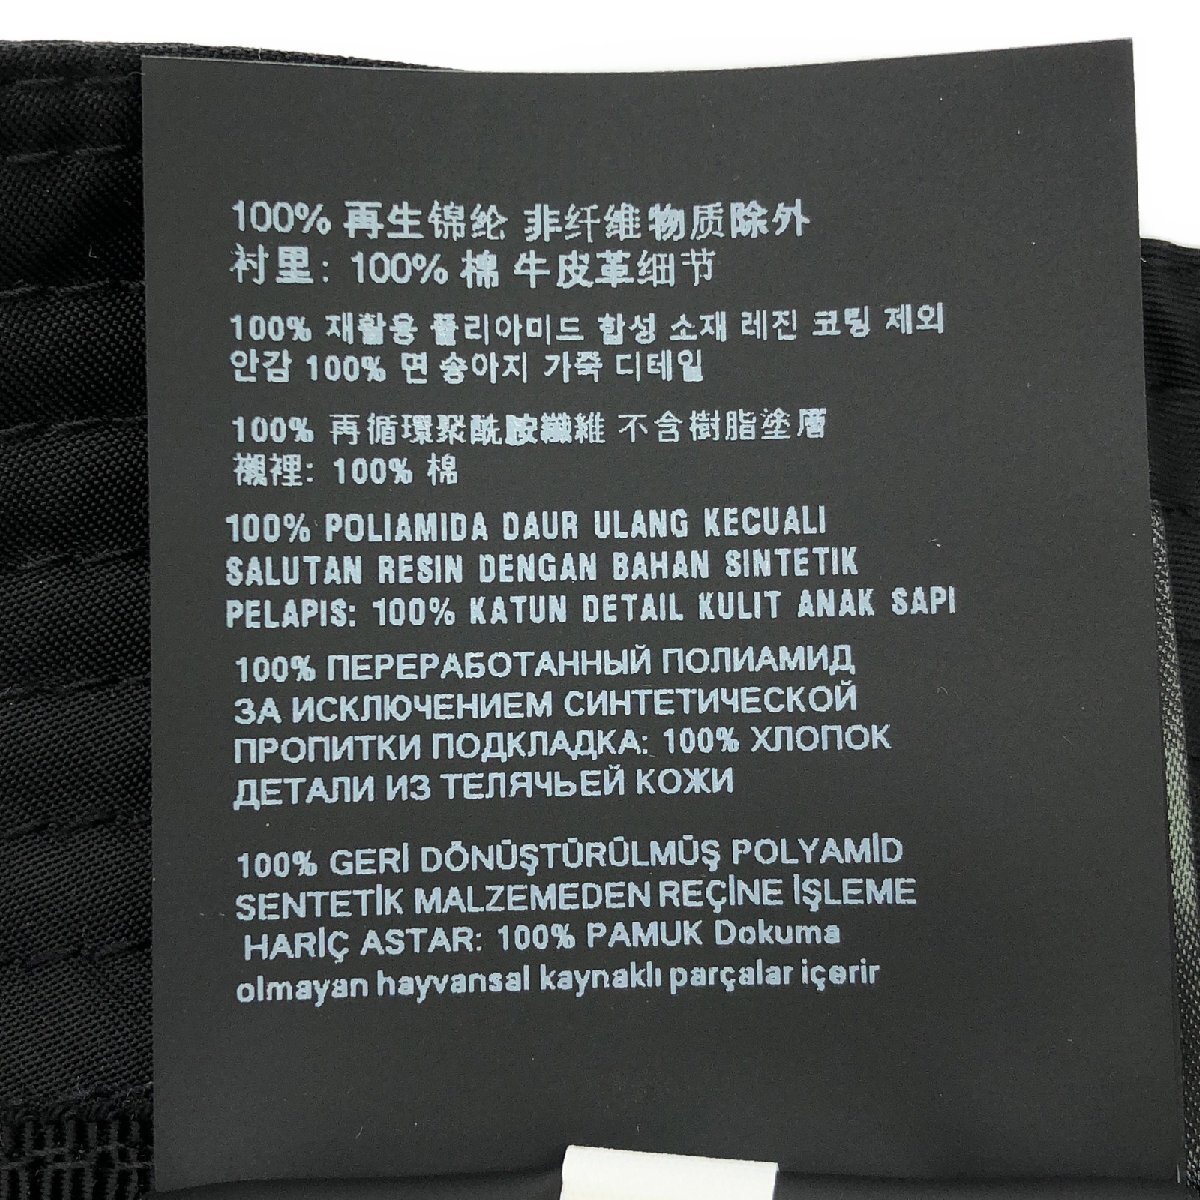 100% 再生锦纶 非纤维物质除外
衬里: 100% 棉 牛皮革细节
100% 재활용 폴리아미드 합성 소재 레진 코팅 제외
안감 100% 면 송아지 가죽 디테일
100% 再循環聚酰胺纖維 不含樹脂塗層
襯裡: 100% 棉
100% POLIAMIDA DAUR ULANG KECUALI
SALUTAN RESIN DENGAN BAHAN SINTETIK
PELAPIS: 100% KATUN DETAIL KULIT ANAK SAPI
100% ПЕРЕРАБОТАННЫЙ ПОЛИАМИД
ЗА ИСКЛЮЧЕНИЕМ СИНТЕТИЧЕСКОЙ
ПРОПИТКИ ПОДКЛАДКА: 100% ХЛОПОК
ДЕТАЛИ ИЗ ТЕЛЯЧЬЕЙ КОЖИ
100% GERİ DÖNÜŞTÜRÜLMÜŞ POLYAMİD
SENTETİK MALZEMEDEN REÇİNE İŞLEME
HARİÇ ASTAR: 100% PAMUK Dokuma
olmayan hayvansal kaynaklı parçalar içerir